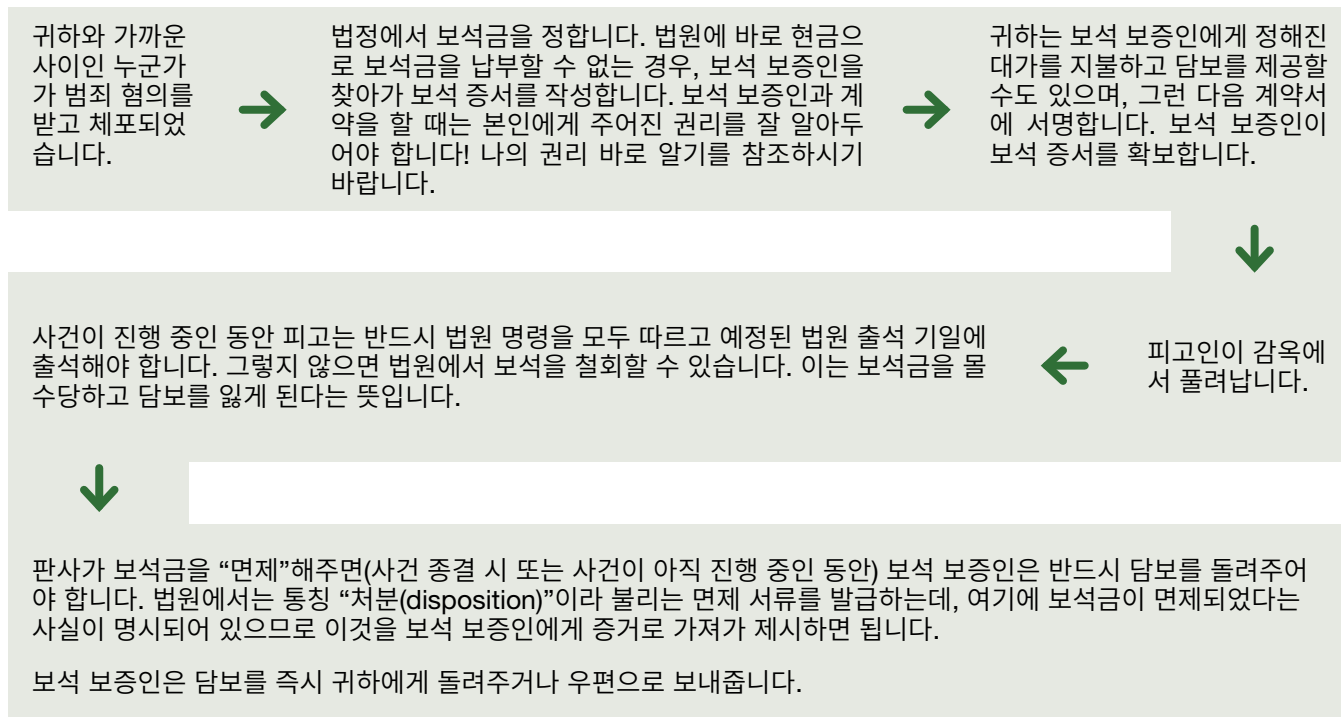 귀하와 가까운
사이인 누군가
가 범죄 혐의를
받고 체포되었
습니다.
법정에서 보석금을 정합니다. 법원에 바로 현금으
로 보석금을 납부할 수 없는 경우, 보석 보증인을
찾아가 보석 증서를 작성합니다. 보석 보증인과 계
약을 할 때는 본인에게 주어진 권리를 잘 알아두
어야 합니다! 나의 권리 바로 알기를 참조하시기
바랍니다.
귀하는 보석 보증인에게 정해진
대가를 지불하고 담보를 제공할
수도 있으며, 그런 다음 계약서
에 서명합니다. 보석 보증인이
보석 증서를 확보합니다.
피고인이 감옥에
서 풀려납니다.
사건이 진행 중인 동안 피고는 반드시 법원 명령을 모두 따르고 예정된 법원 출석 기일에
출석해야 합니다. 그렇지 않으면 법원에서 보석을 철회할 수 있습니다. 이는 보석금을 몰
수당하고 담보를 잃게 된다는 뜻입니다.
판사가 보석금을 “면제”해주면(사건 종결 시 또는 사건이 아직 진행 중인 동안) 보석 보증인은 반드시 담보를 돌려주어
야 합니다. 법원에서는 통칭 “처분(disposition)”이라 불리는 면제 서류를 발급하는데, 여기에 보석금이 면제되었다는
사실이 명시되어 있으므로 이것을 보석 보증인에게 증거로 가져가 제시하면 됩니다.
보석 보증인은 담보를 즉시 귀하에게 돌려주거나 우편으로 보내줍니다.